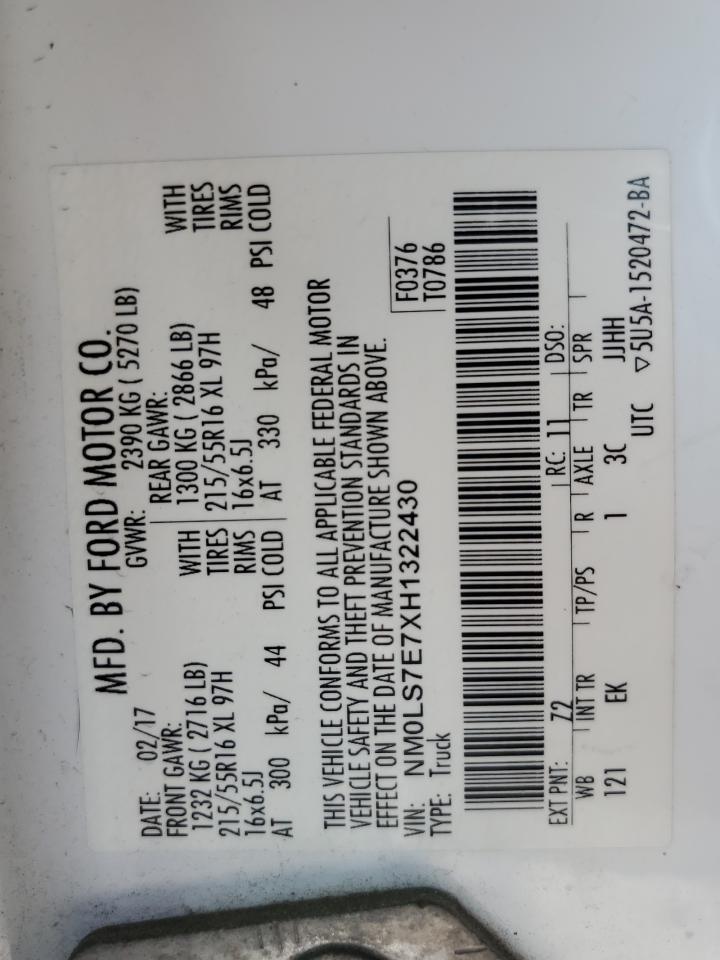 MFD. BY FORD MOTOR CO.
DATE: 02/17 GVWR: 2390 KG ( 5270 LB)
FRONT GAWR: REAR GAWR:
1232 KG ( 2716 LB) WITH 1300 KG ( 2866 LB) WITH
215/55R16 XL 97H TIRES 215/55R16 XL 97H TIRES
16x6.5J RIMS 16x6.5J RIMS
AT 300 kPa/ 44 PSI COLD AT 330 kPa/ 48 PSI COLD
THIS VEHICLE CONFORMS TO ALL APPLICABLE FEDERAL MOTOR
VEHICLE SAFETY AND THEFT PREVENTION STANDARDS IN
EFFECT ON THE DATE OF MANUFACTURE SHOWN ABOVE.
VIN: NM0LS7E7XH1322430 F0376
TYPE: Truck T0786
EXT PNT: Z2 RC: 11 DSO:
WB INT TR TP/PS R AXLE TR SPR
121 EK 1 3C JJHH
UTC ▽5U5A-1520472-BA